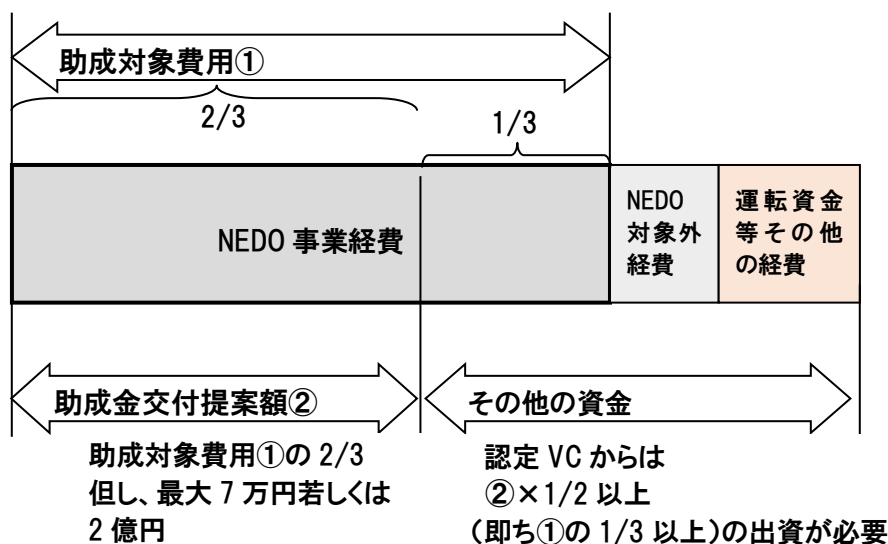 助成対象費用①
2/3
1/3
NEDO 事業経費
NEDO
対象外
経費
運転資金
等その他
の経費
助成金交付提案額②
その他の資金
助成対象費用①の 2/3
但し、最大 7 万円若しくは
2 億円
認定 VC からは
②×1/2 以上
(即ち①の 1/3 以上)の出資が必要